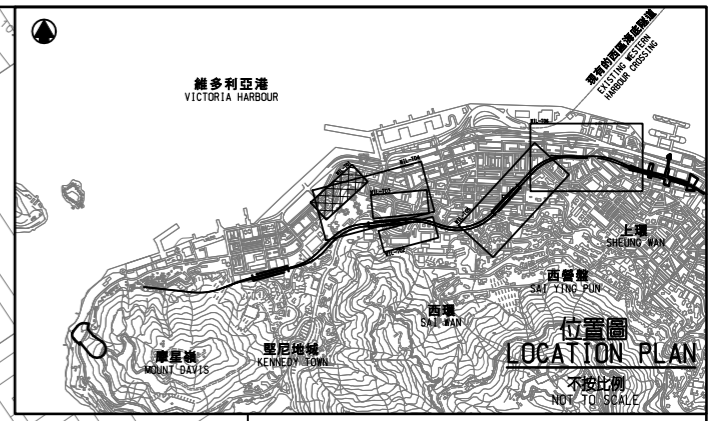 維多利亞港
VICTORIA HARBOUR
現有的西區海底隧道
EXISTING WESTERN
HARBOUR CROSSING
上環
SHEUNG WAN
西營盤
SAI YING PUN
西環
SAI WAN
堅尼地城
KENNEDY TOWN
摩星嶺
MOUNT DAVIS
位置圖
LOCATION PLAN
不按比例
NOT TO SCALE